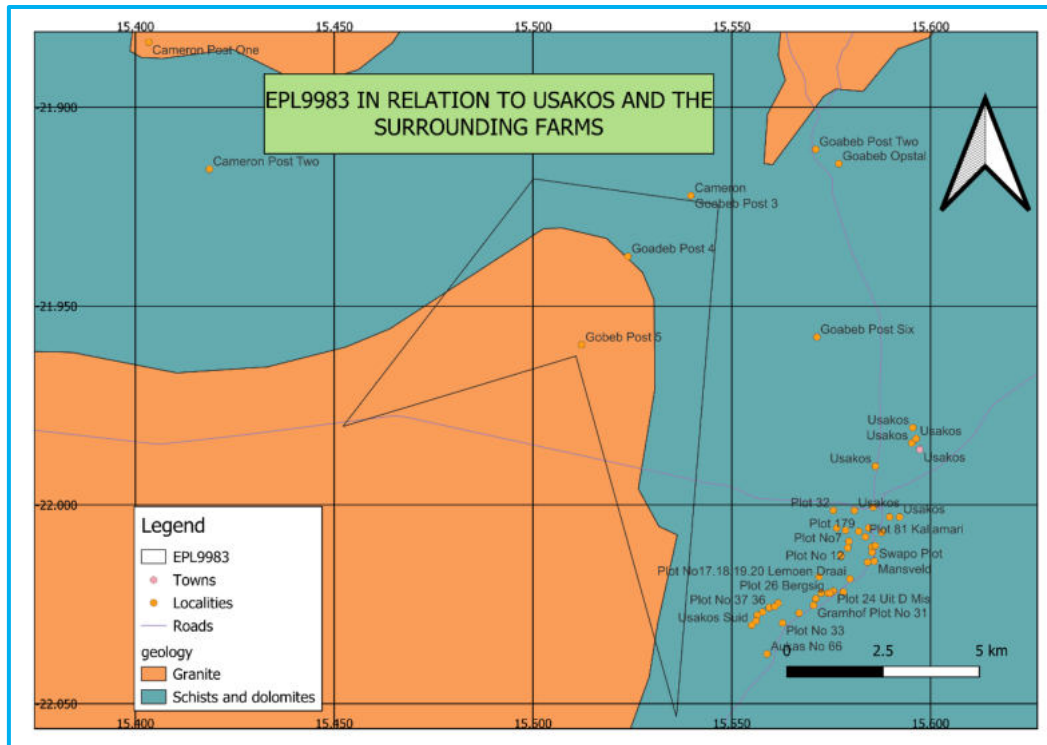 15.400 15.450 15.500 15.550 15.600
Cameron Post One
EPL9983 IN RELATION TO USAKOS AND THE
SURROUNDING FARMS
-21.900
Goabeb Post Two
Goabeb Opstal
Cameron Post Two
Cameron
Goabeb Post 3
Goadeb Post 4
-21.950
Goabeb Post Six
Gobeb Post 5
Usakos
Usakos
Usakos
Usakos
Usakos
-22.000
Plot 32
Usakos
Usakos
Plot 179
Plot 81 Kallamari
Plot No7
Swapo Plot
Plot No 12
Mansveld
Plot No17.18.19.20 Lemoen Draai
Plot 26 Bergsig
Plot 24 Uit D Mis
Plot No 37 36
Gramhof Plot No 31
Usakos Suid
Plot No 33
Aukas No 66
0 2.5 5 km
Legend
EPL9983
Towns
Localities
Roads
geology
Granite
Schists and dolomites
-22.050
15.400 15.450 15.500 15.550 15.600